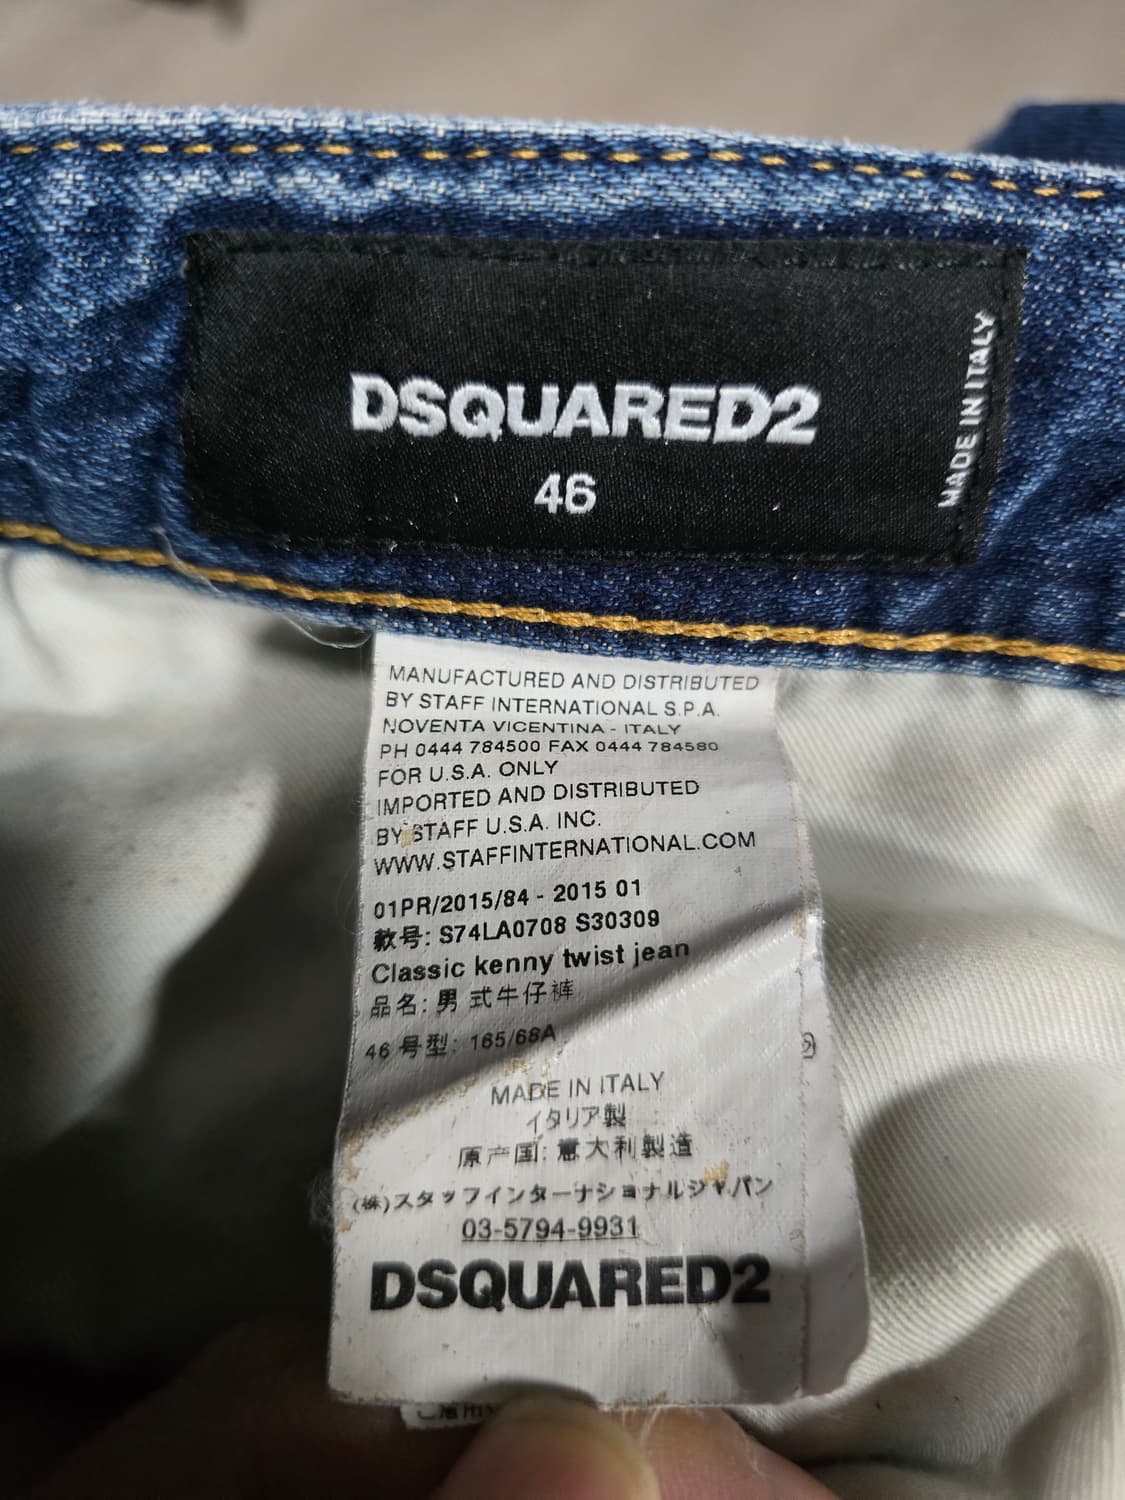 DSQUARED2
46
MADE IN ITALY
MANUFACTURED AND DISTRIBUTED
BY STAFF INTERNATIONAL S.P.A.
NOVENTA VICENTINA - ITALY
PH 0444 784500 FAX 0444 784580
FOR U.S.A. ONLY
IMPORTED AND DISTRIBUTED
BY STAFF U.S.A. INC.
WWW.STAFFINTERNATIONAL.COM
01PR/2015/84 - 2015 01
款号: S74LA0708 S30309
Classic kenny twist jean
品名: 男式牛仔裤
46 号型: 165/68A
MADE IN ITALY
イタリア製
原产国: 意大利製造
(株)スタッフインターナショナルジャパン
03-5794-9931
DSQUARED2